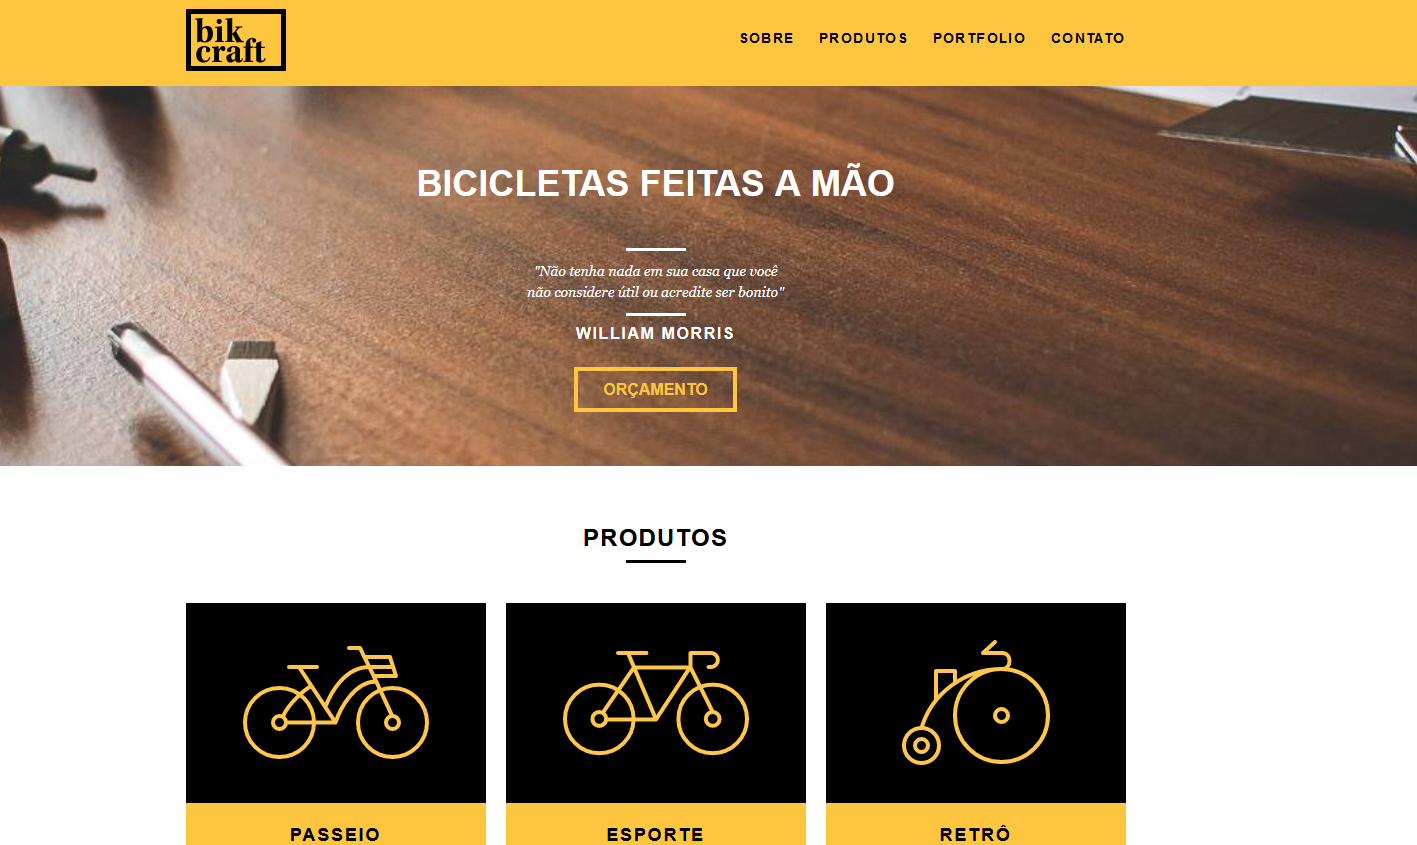 bik
craft
SOBRE PRODUTOS PORTFOLIO CONTATO
BICICLETAS FEITAS A MÃO
"Não tenha nada em sua casa que você
não considere útil ou acredite ser bonito"
WILLIAM MORRIS
ORÇAMENTO
PRODUTOS
PASSEIO ESPORTE RETRÔ